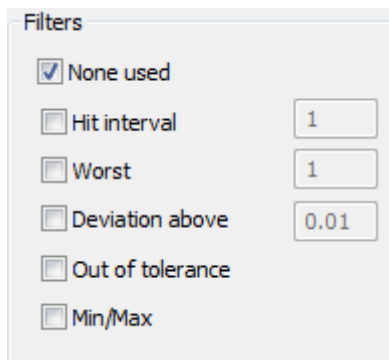 Filters
None used
Hit interval 1
Worst 1
Deviation above 0.01
Out of tolerance
Min/Max